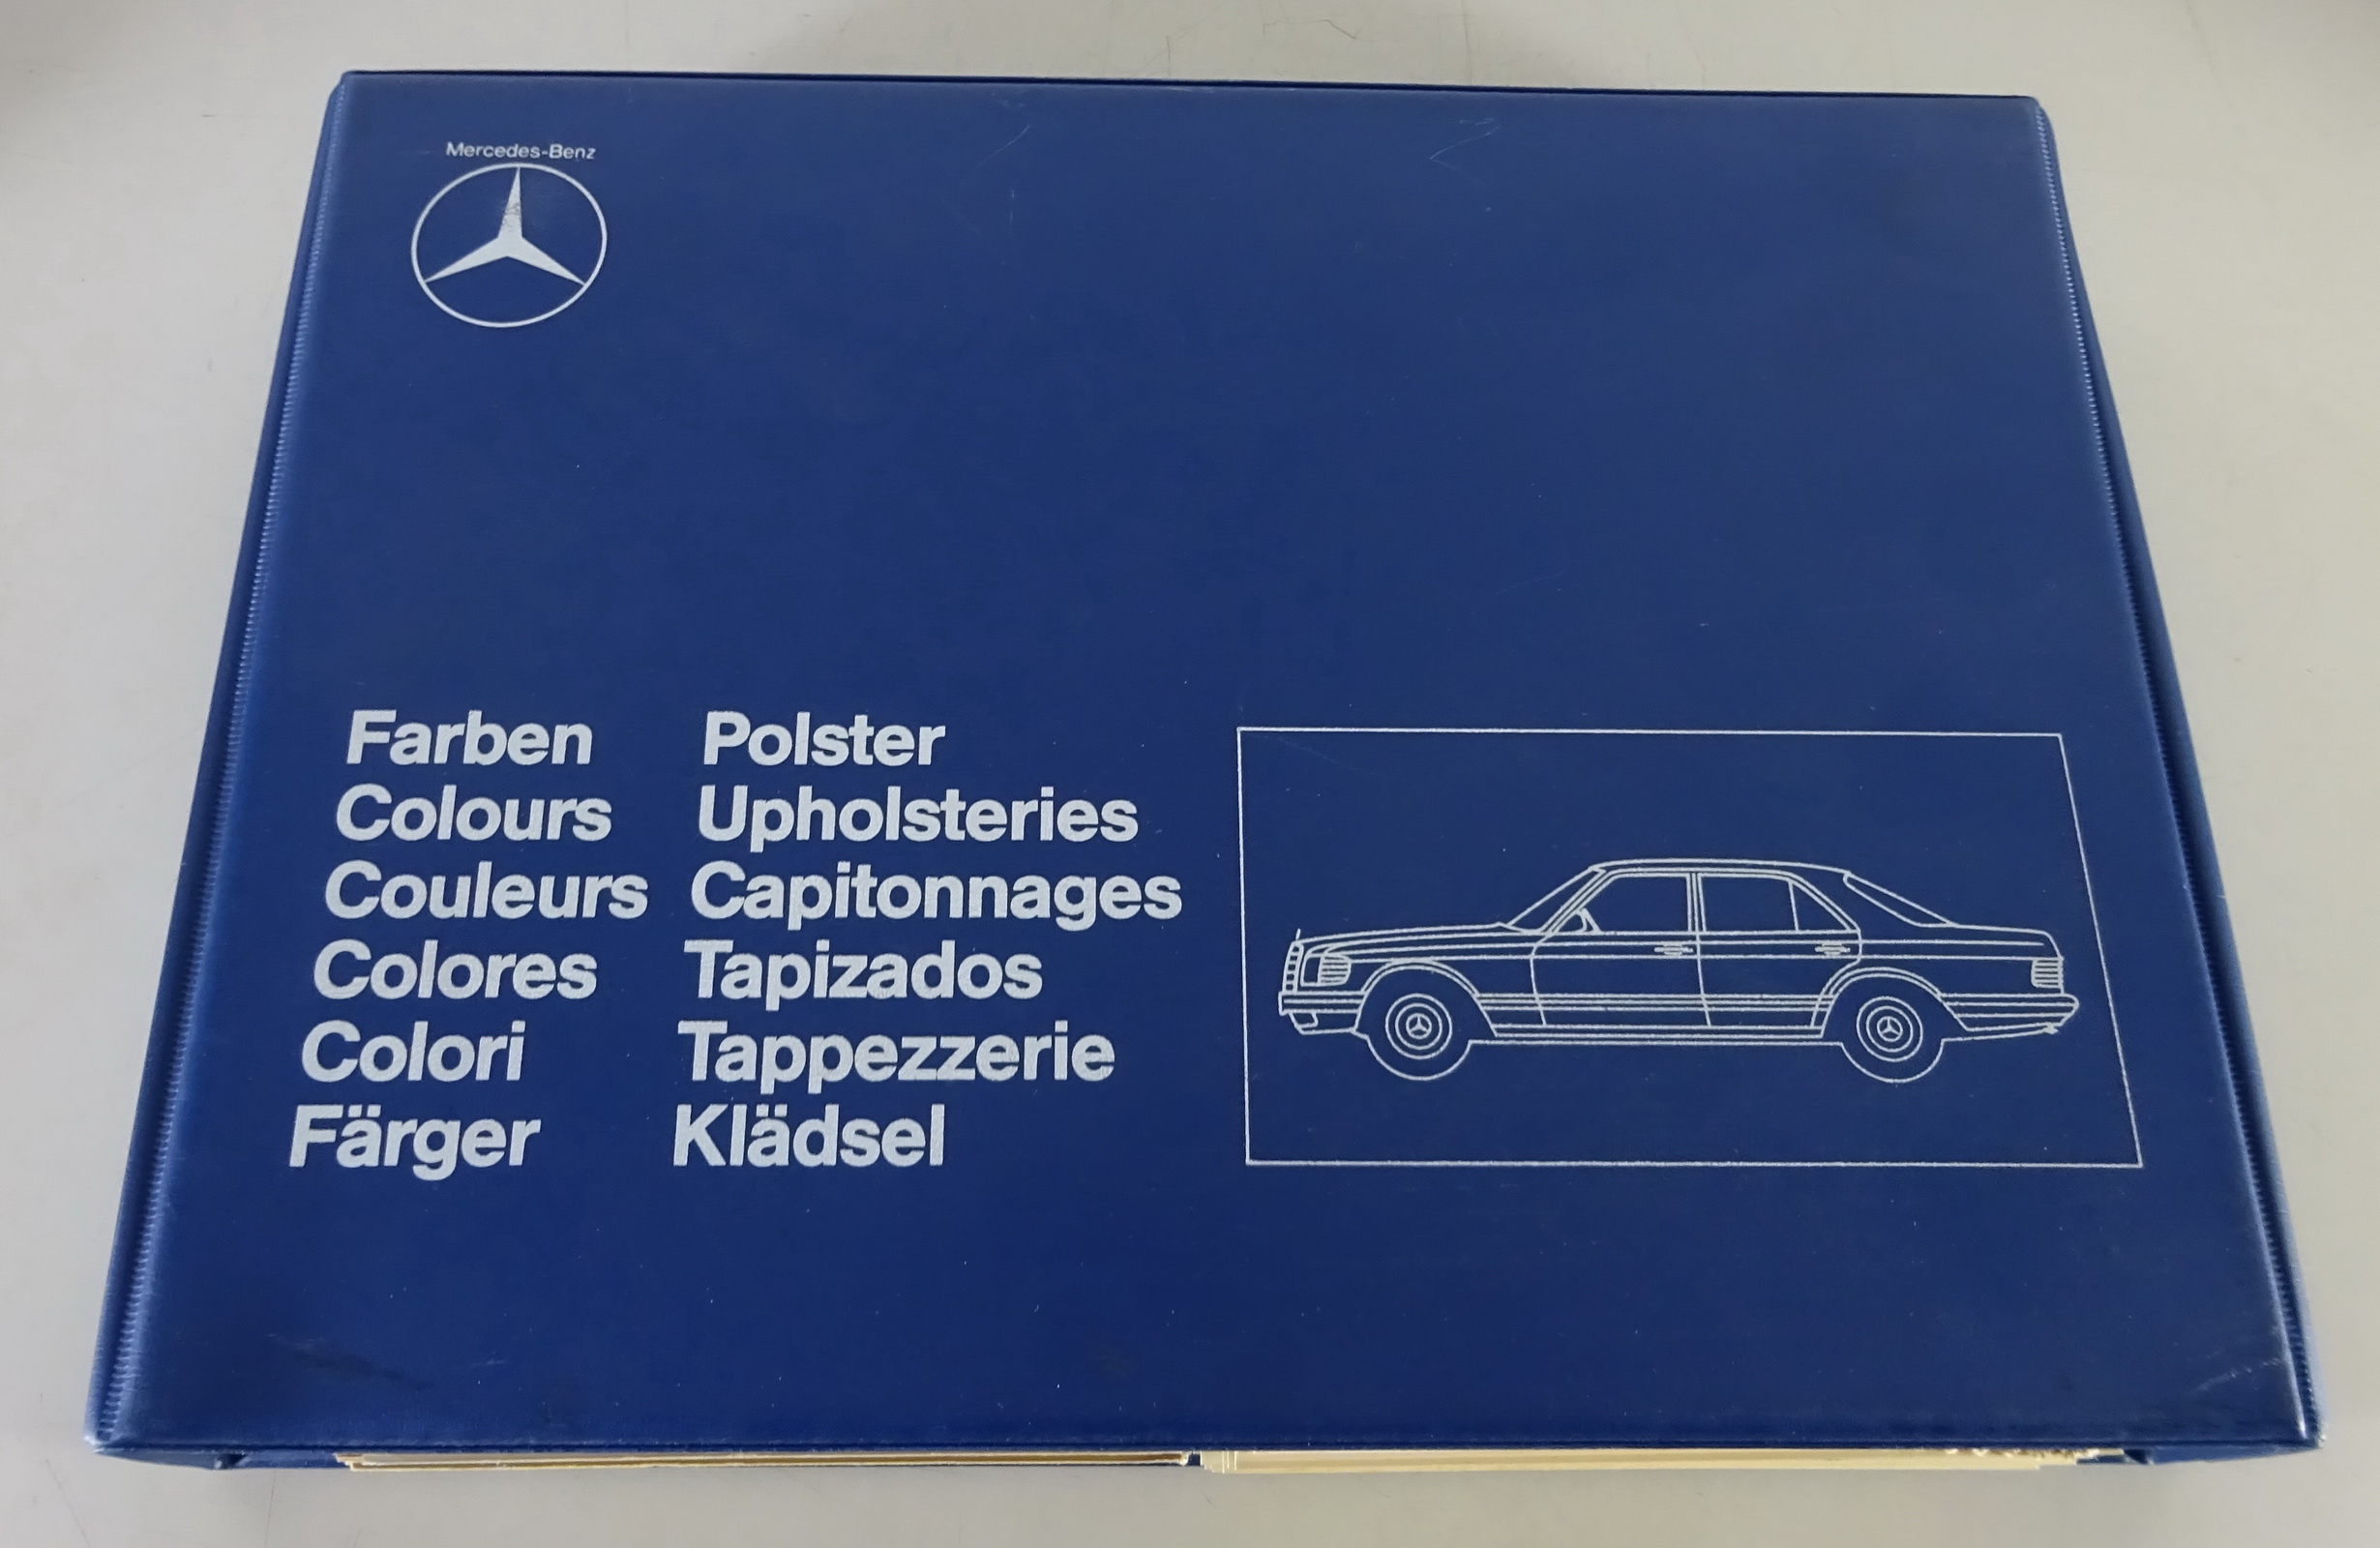 Mercedes-Benz
Farben Polster
Colours Upholsteries
Couleurs Capitonnages
Colores Tapizados
Colori Tappezzerie
Färger Klädsel